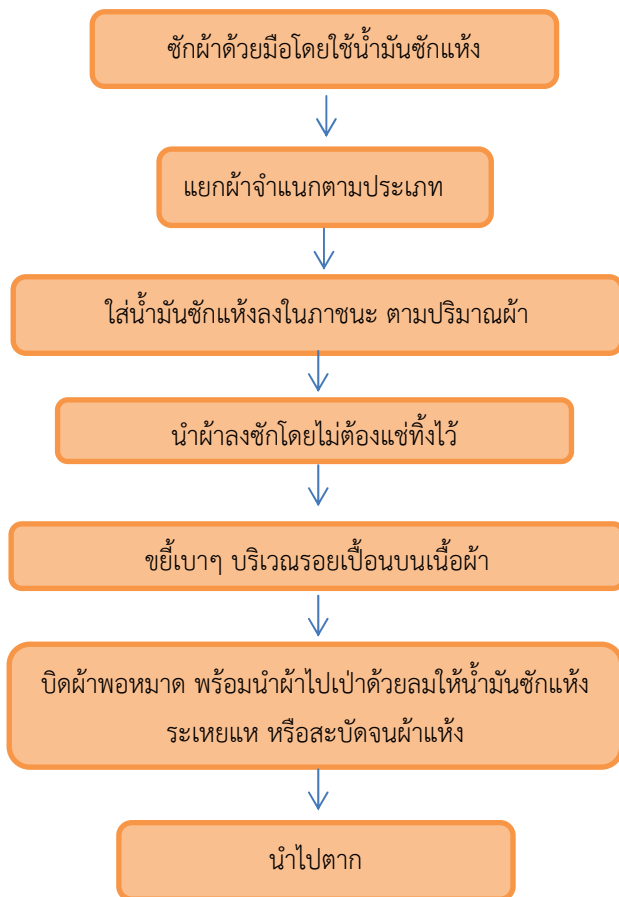 ซักผ้าด้วยมือโดยใช้น้ำมันซักแห้ง
แยกผ้าจำแนกตามประเภท
ใส่น้ำมันซักแห้งลงในภาชนะ ตามปริมาณผ้า
นำผ้าลงซักโดยไม่ต้องแช่ทิ้งไว้
ขยี้เบาๆ บริเวณรอยเปื้อนบนเนื้อผ้า
บิดผ้าพอหมาด พร้อมนำผ้าไปเป่าด้วยลมให้น้ำมันซักแห้ง
ระเหยแห หรือสะบัดจนผ้าแห้ง
นำไปตาก